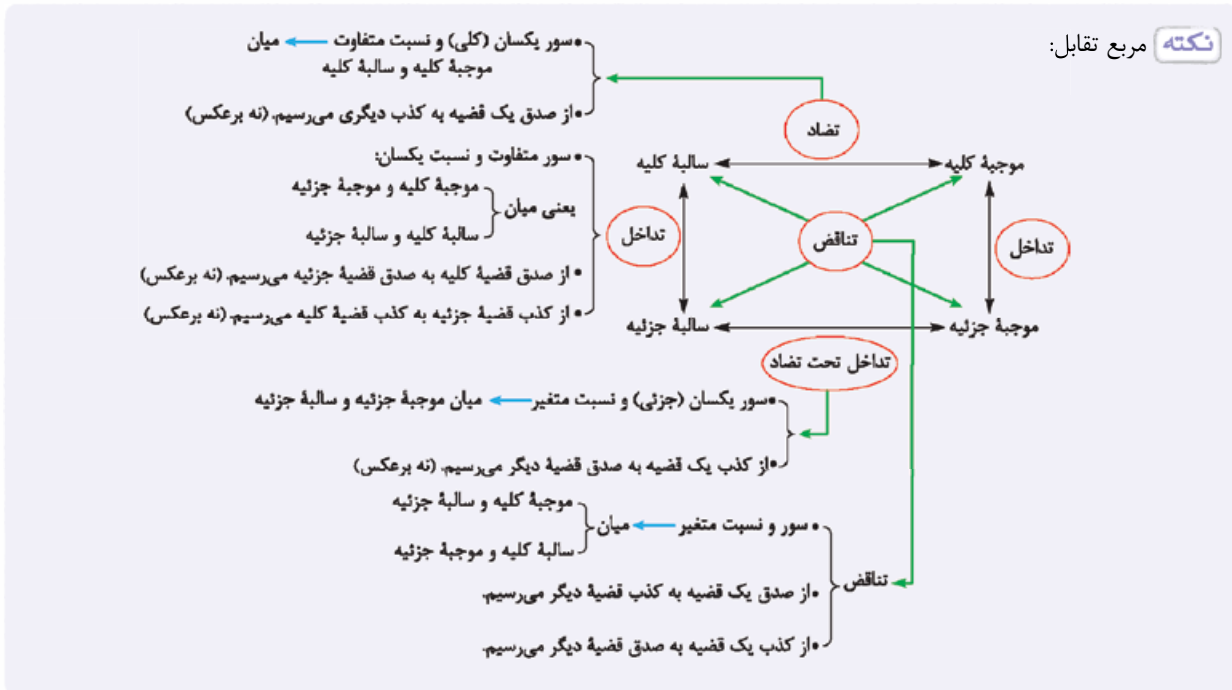 نکته مربع تقابل:
•سور یکسان (کلی) و نسبت متفاوت ← میان
موجبهٔ کلیه و سالبهٔ کلیه
•از صدق یک قضیه به کذب دیگری می‌رسیم. (نه برعکس)
تضاد
موجبهٔ کلیه
سالبهٔ کلیه
تناقض
تداخل
تداخل
موجبهٔ جزئیه
سالبهٔ جزئیه
تداخل تحت تضاد
• سور متفاوت و نسبت یکسان:
یعنی میان
موجبهٔ کلیه و موجبهٔ جزئیه
سالبهٔ کلیه و سالبهٔ جزئیه
• از صدق قضیهٔ کلیه به صدق قضیهٔ جزئیه می‌رسیم. (نه برعکس)
• از کذب قضیهٔ جزئیه به کذب قضیهٔ کلیه می‌رسیم. (نه برعکس)
•سور یکسان (جزئی) و نسبت متغیر ← میان موجبهٔ جزئیه و سالبهٔ جزئیه
•از کذب یک قضیه به صدق قضیهٔ دیگر می‌رسیم. (نه برعکس)
تناقض
• سور و نسبت متغیر ← میان
موجبهٔ کلیه و سالبهٔ جزئیه
سالبهٔ کلیه و موجبهٔ جزئیه
•از صدق یک قضیه به کذب قضیهٔ دیگر می‌رسیم.
•از کذب یک قضیه به صدق قضیهٔ دیگر می‌رسیم.